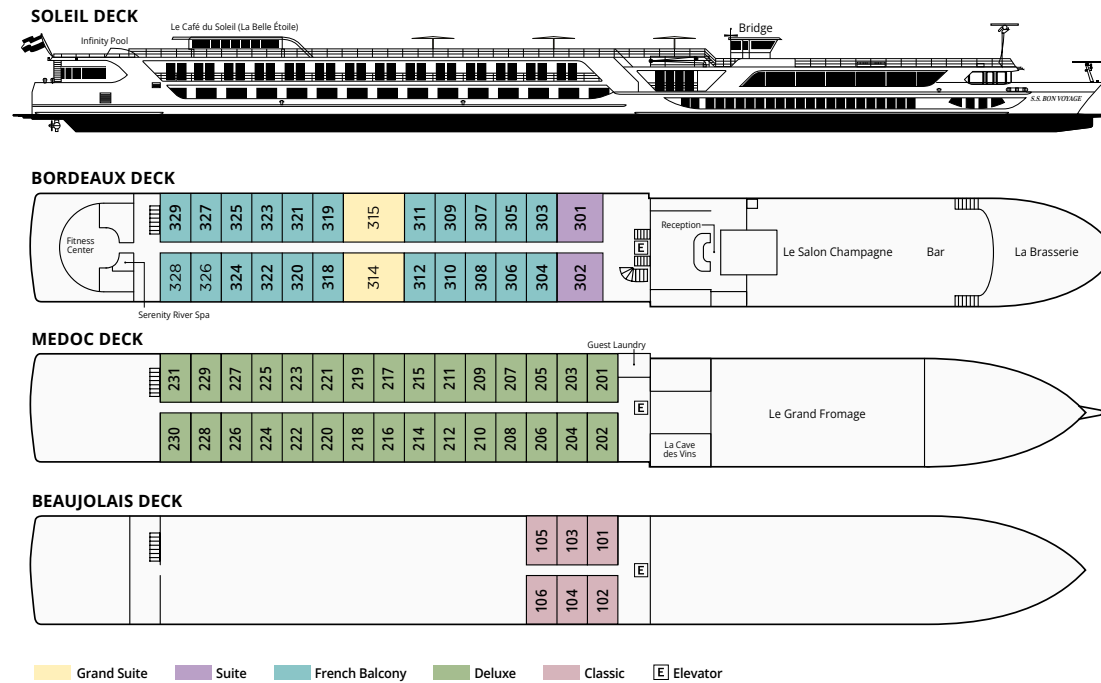 SOLEIL DECK
Le Café du Soleil (La Belle Étoile)
Bridge
Infinity Pool
S.S. BON VOYAGE
BORDEAUX DECK
329 327 325 323 321 319 315 311 309 307 305 303 301
Fitness
Center
Reception
E
Le Salon Champagne
Bar
La Brasserie
328 326 324 322 320 318 314 312 310 308 306 304 302
Serenity River Spa
MEDOC DECK
Guest Laundry
231 229 227 225 223 221 219 217 215 211 209 207 205 203 201
E
Le Grand Fromage
230 228 226 224 222 220 218 216 214 212 210 208 206 204 202
La Cave
des Vins
BEAUJOLAIS DECK
105 103 101
E
106 104 102
Grand Suite
Suite
French Balcony
Deluxe
Classic
E Elevator